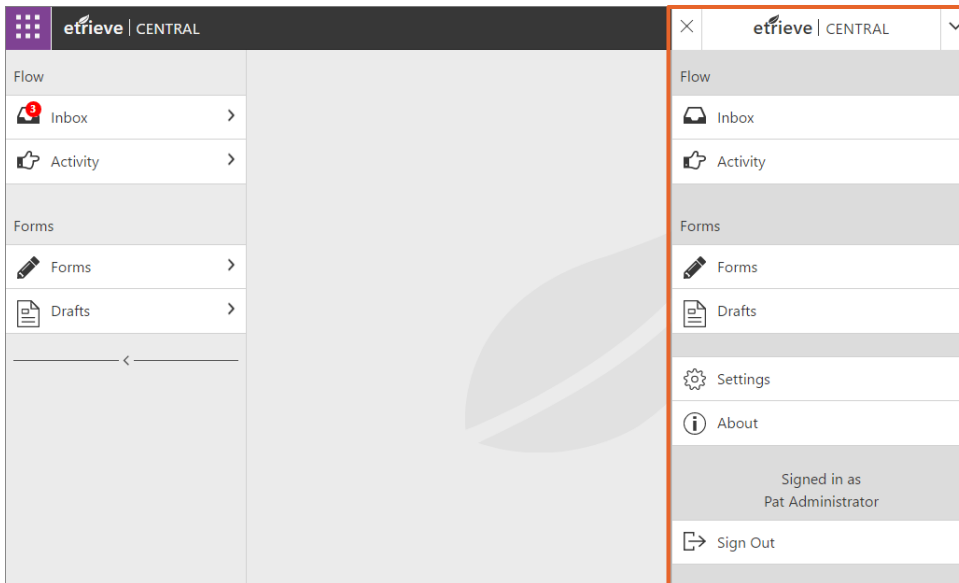 etrieve | CENTRAL
Flow
3
Inbox
Activity
Forms
Forms
Drafts
etrieve | CENTRAL
Flow
Inbox
Activity
Forms
Forms
Drafts
Settings
About
Signed in as
Pat Administrator
Sign Out